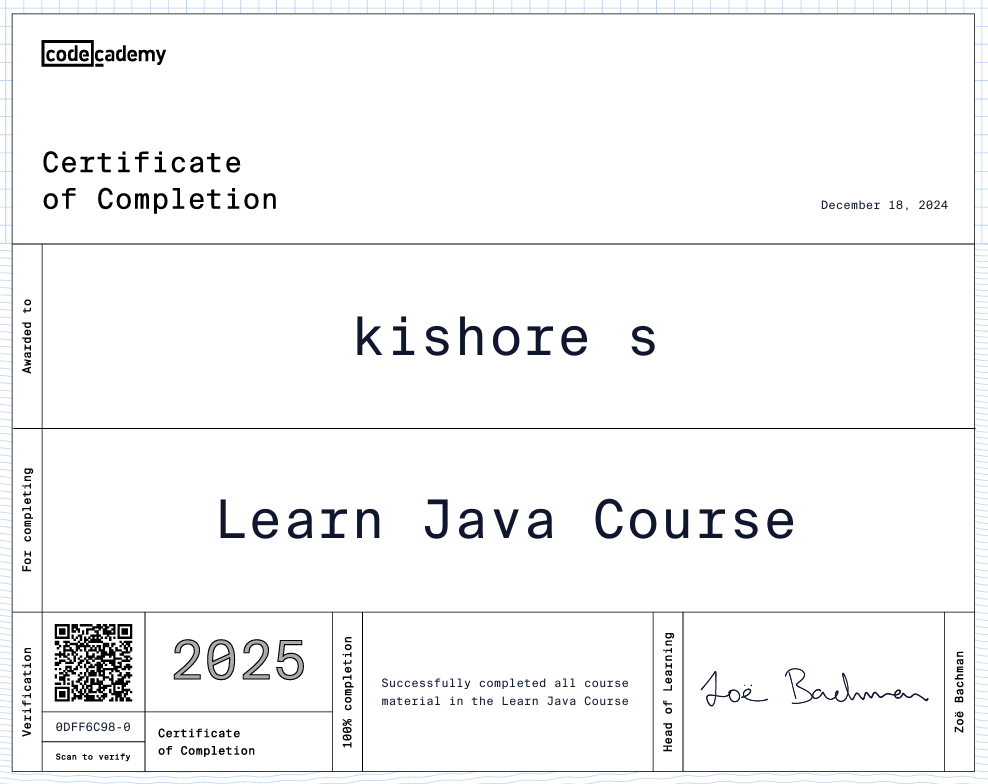 codecademy
Certificate
of Completion
December 18, 2024
Awarded to
kishore s
For completing
Learn Java Course
Verification
0DFF6C98-0
Scan to verify
2025
Certificate
of Completion
100% completion
Successfully completed all course
material in the Learn Java Course
Head of Learning
Zoë Bachman
Zoë Bachman